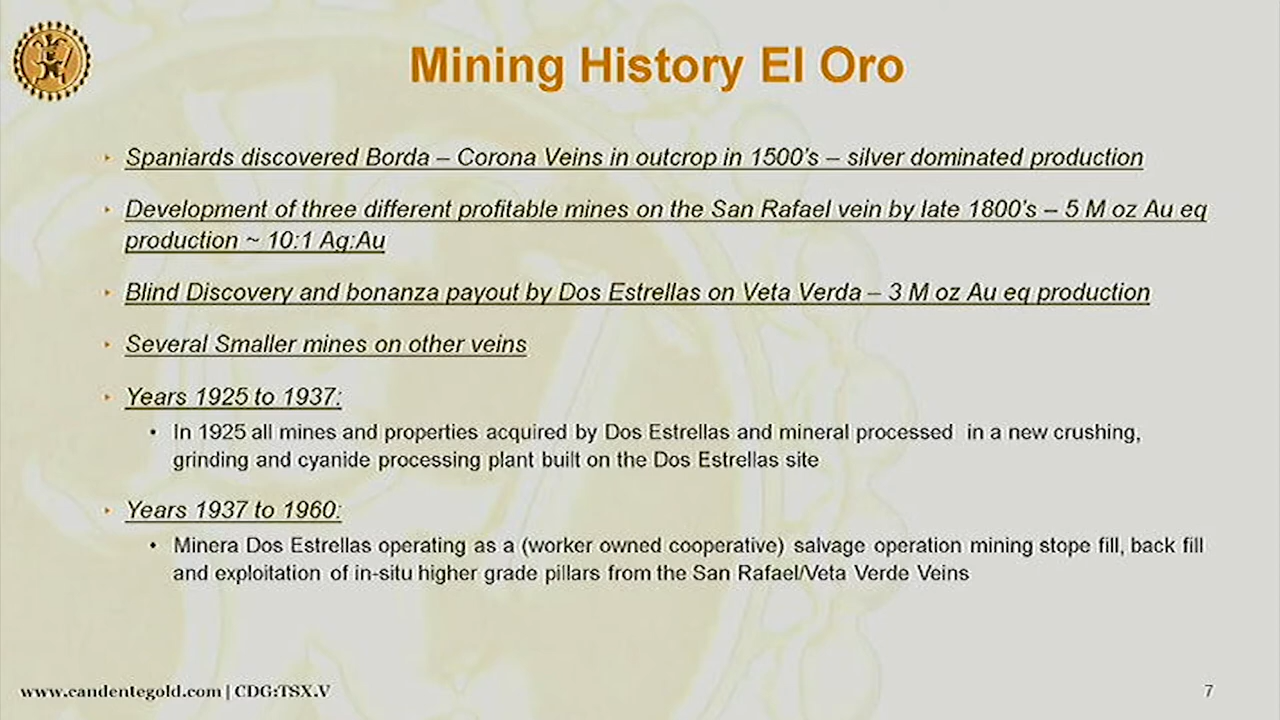 Mining History El Oro
Spaniards discovered Borda – Corona Veins in outcrop in 1500's – silver dominated production
Development of three different profitable mines on the San Rafael vein by late 1800's – 5 M oz Au eq
production ~ 10:1 Ag:Au
Blind Discovery and bonanza payout by Dos Estrellas on Veta Verda – 3 M oz Au eq production
Several Smaller mines on other veins
Years 1925 to 1937:
In 1925 all mines and properties acquired by Dos Estrellas and mineral processed in a new crushing,
grinding and cyanide processing plant built on the Dos Estrellas site
Years 1937 to 1960:
Minera Dos Estrellas operating as a (worker owned cooperative) salvage operation mining stope fill, back fill
and exploitation of in-situ higher grade pillars from the San Rafael/Veta Verde Veins
www.candentegold.com | CDG:TSX.V
7